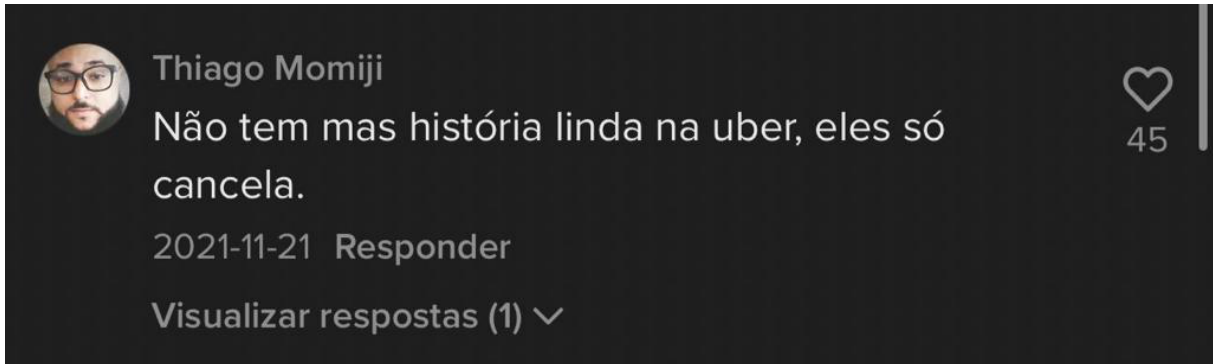 Thiago Momiji
Não tem mas história linda na uber, eles só
cancela.
45
2021-11-21 Responder
Visualizar respostas (1)